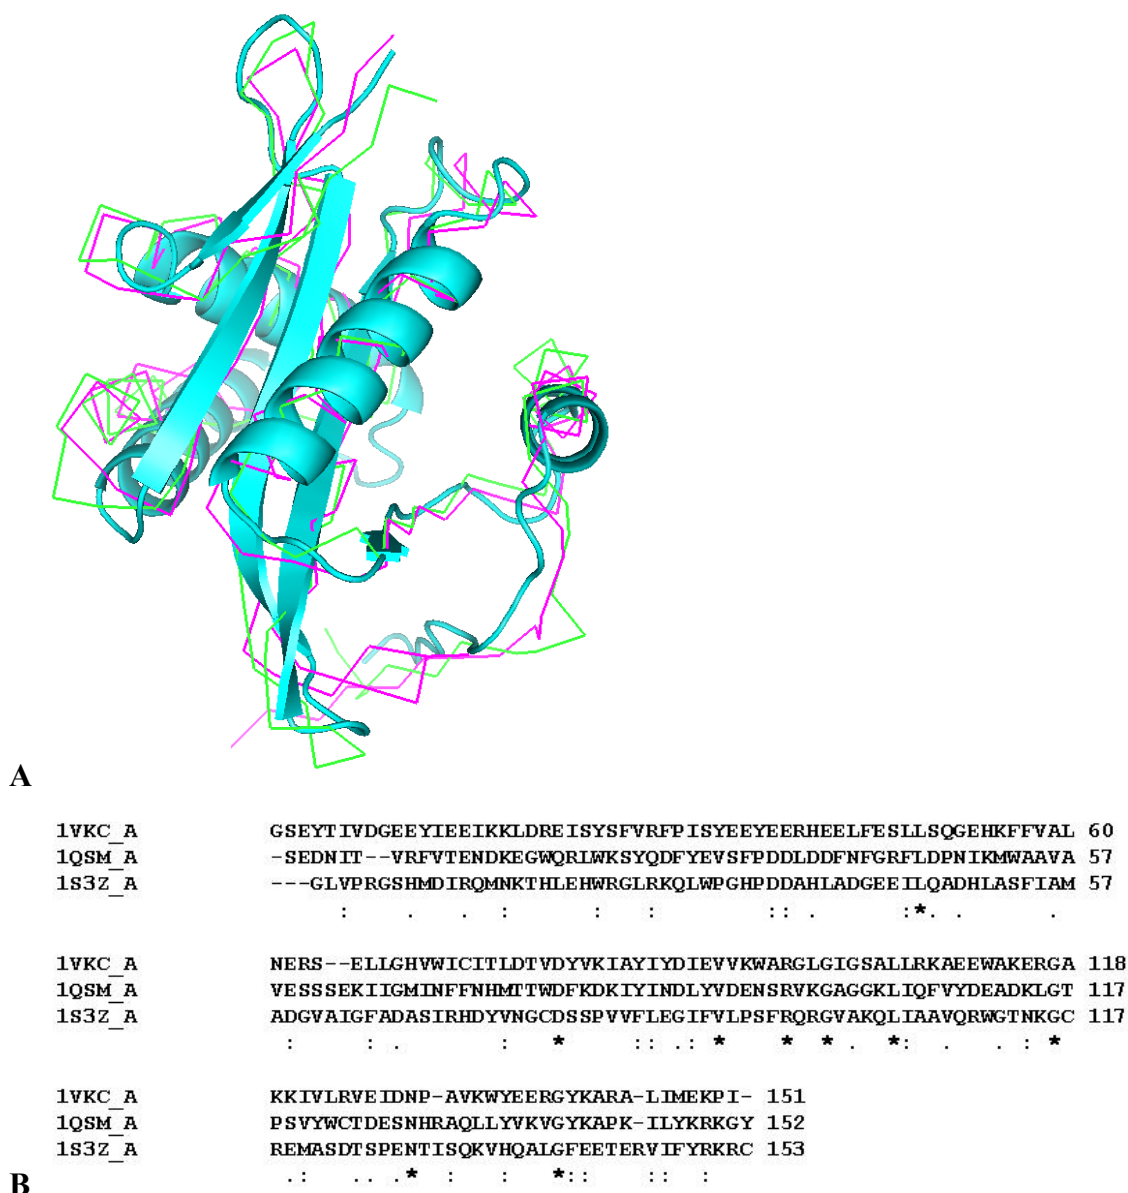 A
1VKC_A GSEYTIVDGEEYIEEIKKLDREISYSFVRFPISYEEYEERHEELFESLLSQGEHKFFVAL 60
1QSM_A -SEDNIT--VRFVTENDKEGWQRLWKSYQDFYEVSFPDDLDDFNFGRFLDPNIKMWAAVA 57
1S3Z_A ---GLVPRGSHMDIRQMNKTHLEHWRGLRKQLWPGHPDDAHLADGEEILQADHLASFIAM 57
: . . : : : :: . :*. . .
1VKC_A NERS--ELLGHVWICITLDTVDYVKIAYIYDIEVVKWARGLGIGSALLRKAEEWAKERGA 118
1QSM_A VESSSEKIIGMINFFNHMTTWDFKDKIYINDLYVDENSRVKGAGGKLIQFVYDEADKLGT 117
1S3Z_A ADGVAIGFADASIRHDYVNGCDSSPVVFLEGIFVLPSFRQRGVAKQLIAAVQRWGTNKGC 117
: : . : * :: .: * * * . *: . . : *
1VKC_A KKIVLRVEIDNP-AVKWYEERGYKARA-LIMEKPI- 151
1QSM_A PSVYWCTDESNHRAQLLYVKVGYKAPK-ILYKRKGY 152
1S3Z_A REMASDTSPENTISQKVHQALGFEETERVIFYRKRC 153
.: .. .* : : *:: :: :
B